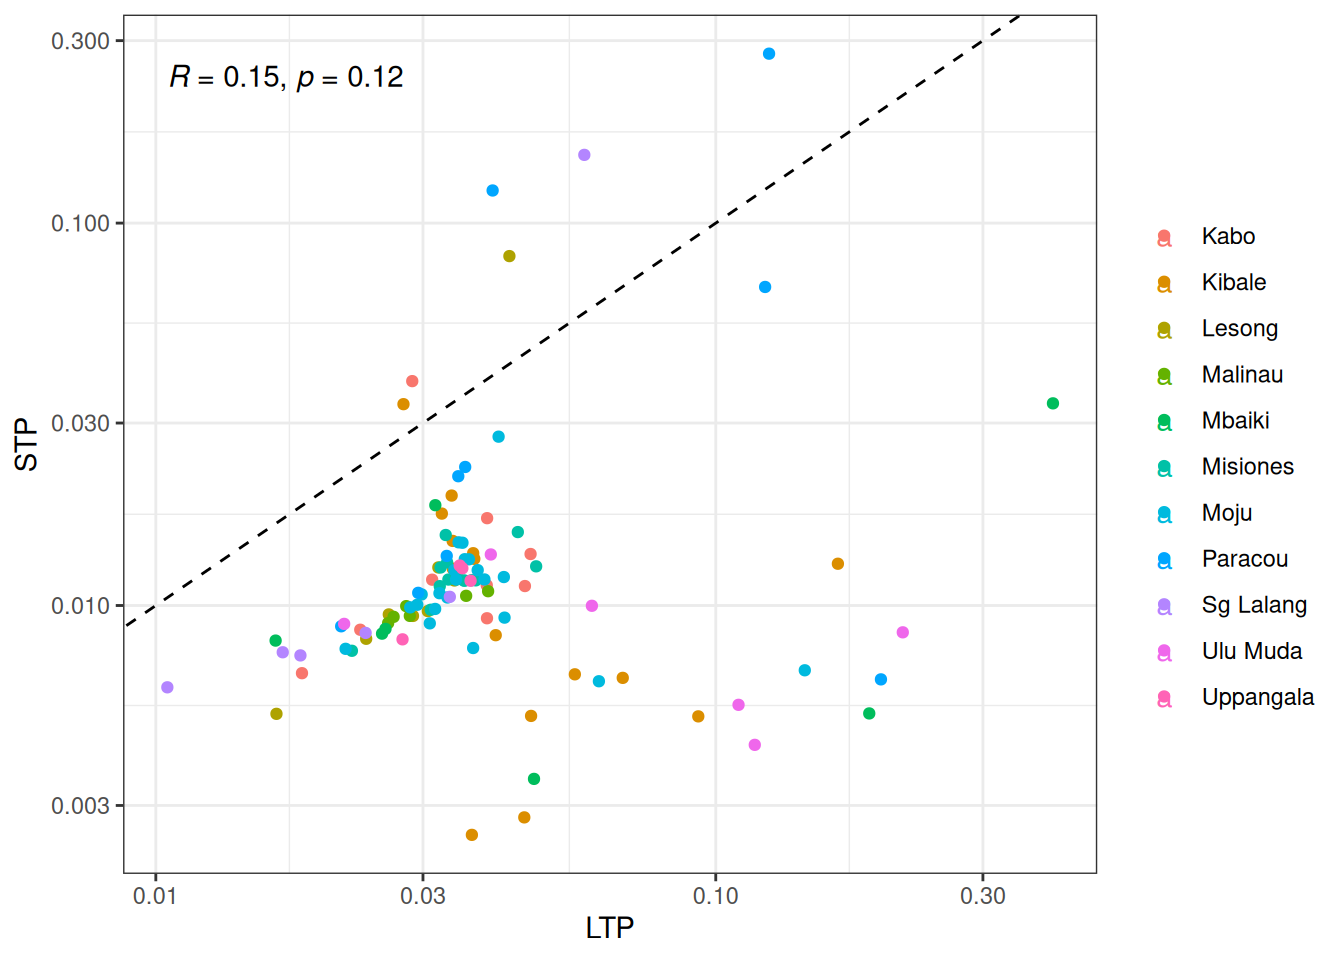 0.300
R = 0.15, p = 0.12
0.100
0.030
0.010
0.003
STP
0.01
0.03
0.10
0.30
LTP
a Kabo
a Kibale
a Lesong
a Malinau
a Mbaiki
a Misiones
a Moju
a Paracou
a Sg Lalang
a Ulu Muda
a Uppangala